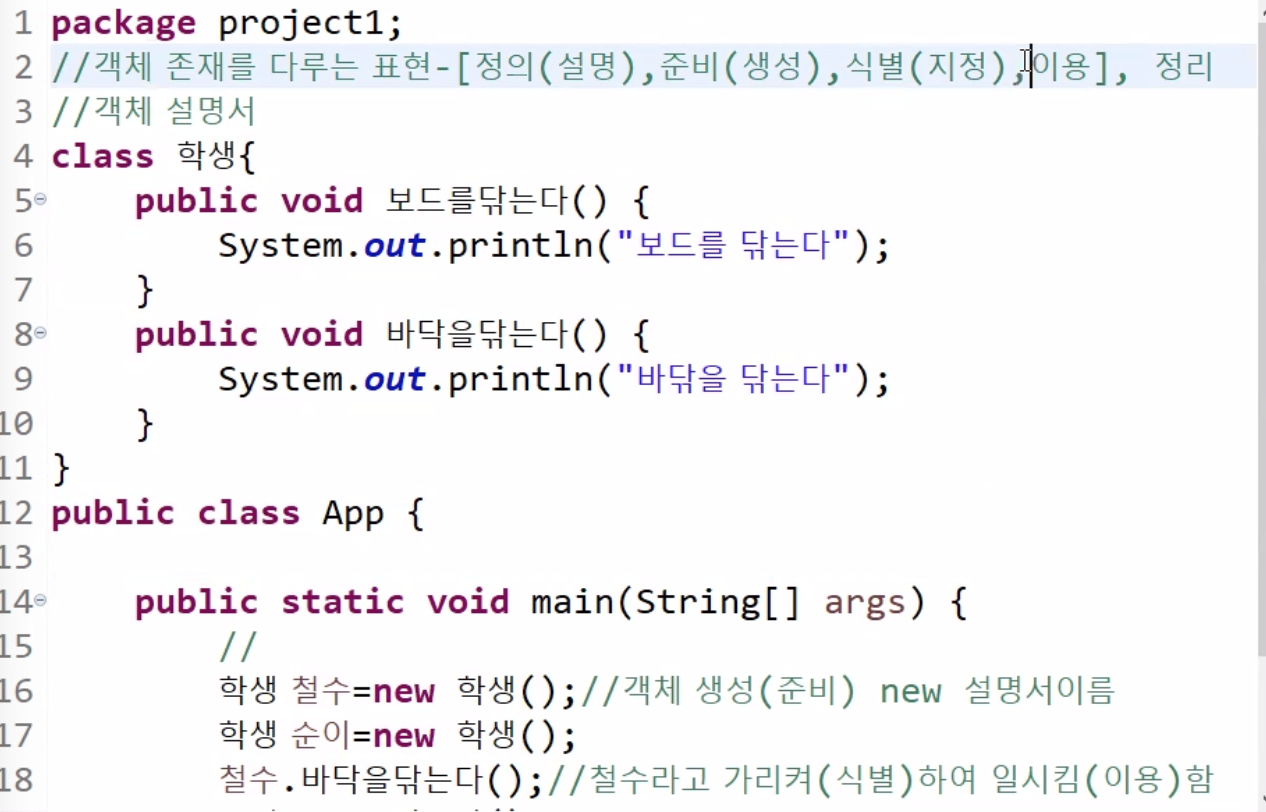 1 package project1;
2 //객체 존재를 다루는 표현-[정의(설명),준비(생성),식별(지정),이용], 정리
3 //객체 설명서
4 class 학생{
5 public void 보드를닦는다() {
6 System.out.println("보드를 닦는다");
7 }
8 public void 바닥을닦는다() {
9 System.out.println("바닦을 닦는다");
10 }
11 }
12 public class App {
13
14 public static void main(String[] args) {
15 //
16 학생 철수=new 학생();//객체 생성(준비) new 설명서이름
17 학생 순이=new 학생();
18 철수.바닥을닦는다();//철수라고 가리켜(식별)하여 일시킴(이용)함